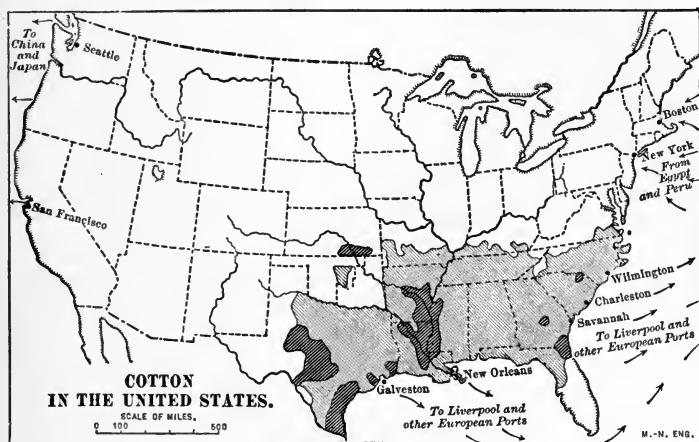 To
China
and
Japan
Seattle
Boston
New York
From
Egypt
and Peru
San Francisco
Wilmington
Charleston
Savannah
To Liverpool and
other European Ports
New Orleans
Galveston
To Liverpool and
other European Ports
COTTON
IN THE UNITED STATES.
SCALE OF MILES.
0 100 500
M.-N. ENG.